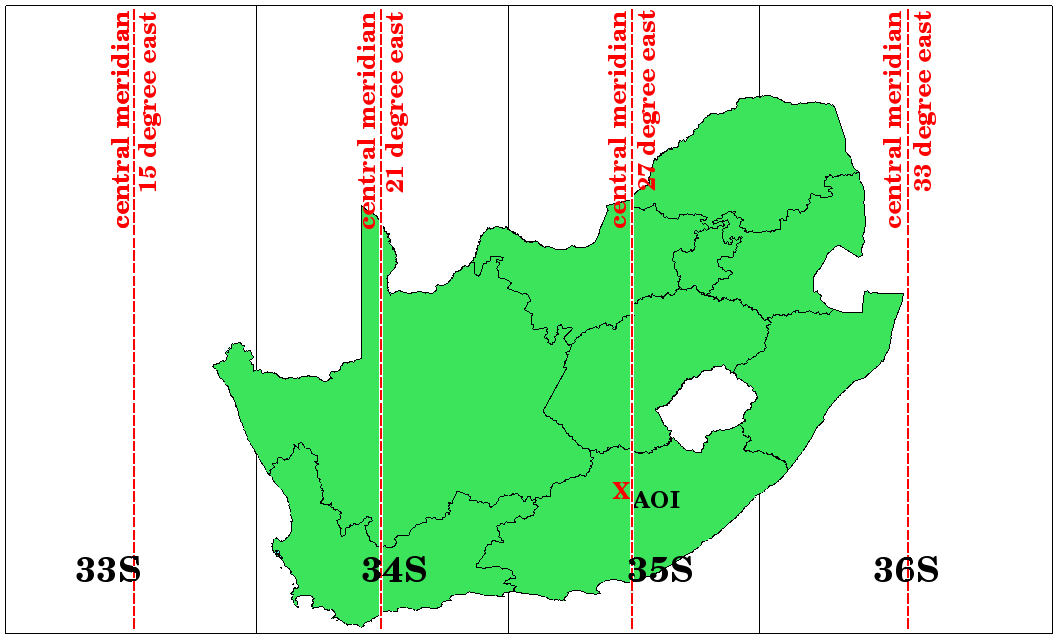 central meridian
15 degree east
central meridian
21 degree east
central meridian
27 degree east
central meridian
33 degree east
X
AOI
33S
34S
35S
36S